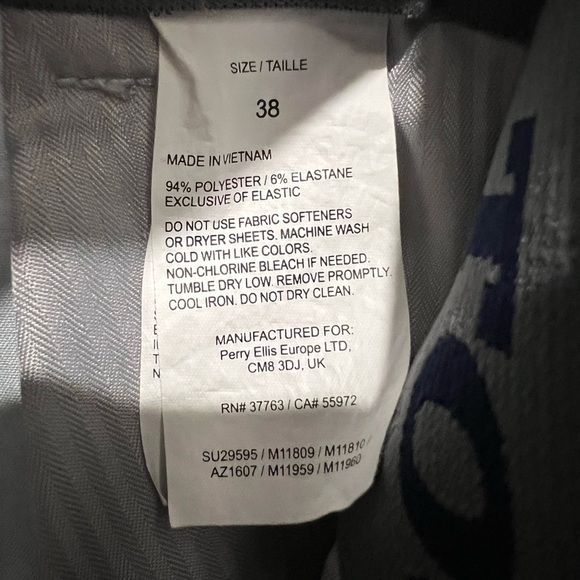 SIZE / TAILLE
38
MADE IN VIETNAM
94% POLYESTER / 6% ELASTANE
EXCLUSIVE OF ELASTIC
DO NOT USE FABRIC SOFTENERS
OR DRYER SHEETS. MACHINE WASH
COLD WITH LIKE COLORS.
NON-CHLORINE BLEACH IF NEEDED.
TUMBLE DRY LOW. REMOVE PROMPTLY.
COOL IRON. DO NOT DRY CLEAN.
MANUFACTURED FOR:
Perry Ellis Europe LTD,
CM8 3DJ, UK
RN# 37763 / CA# 55972
SU29595 / M11809 / M11810 /
AZ1607 / M11959 / M11960